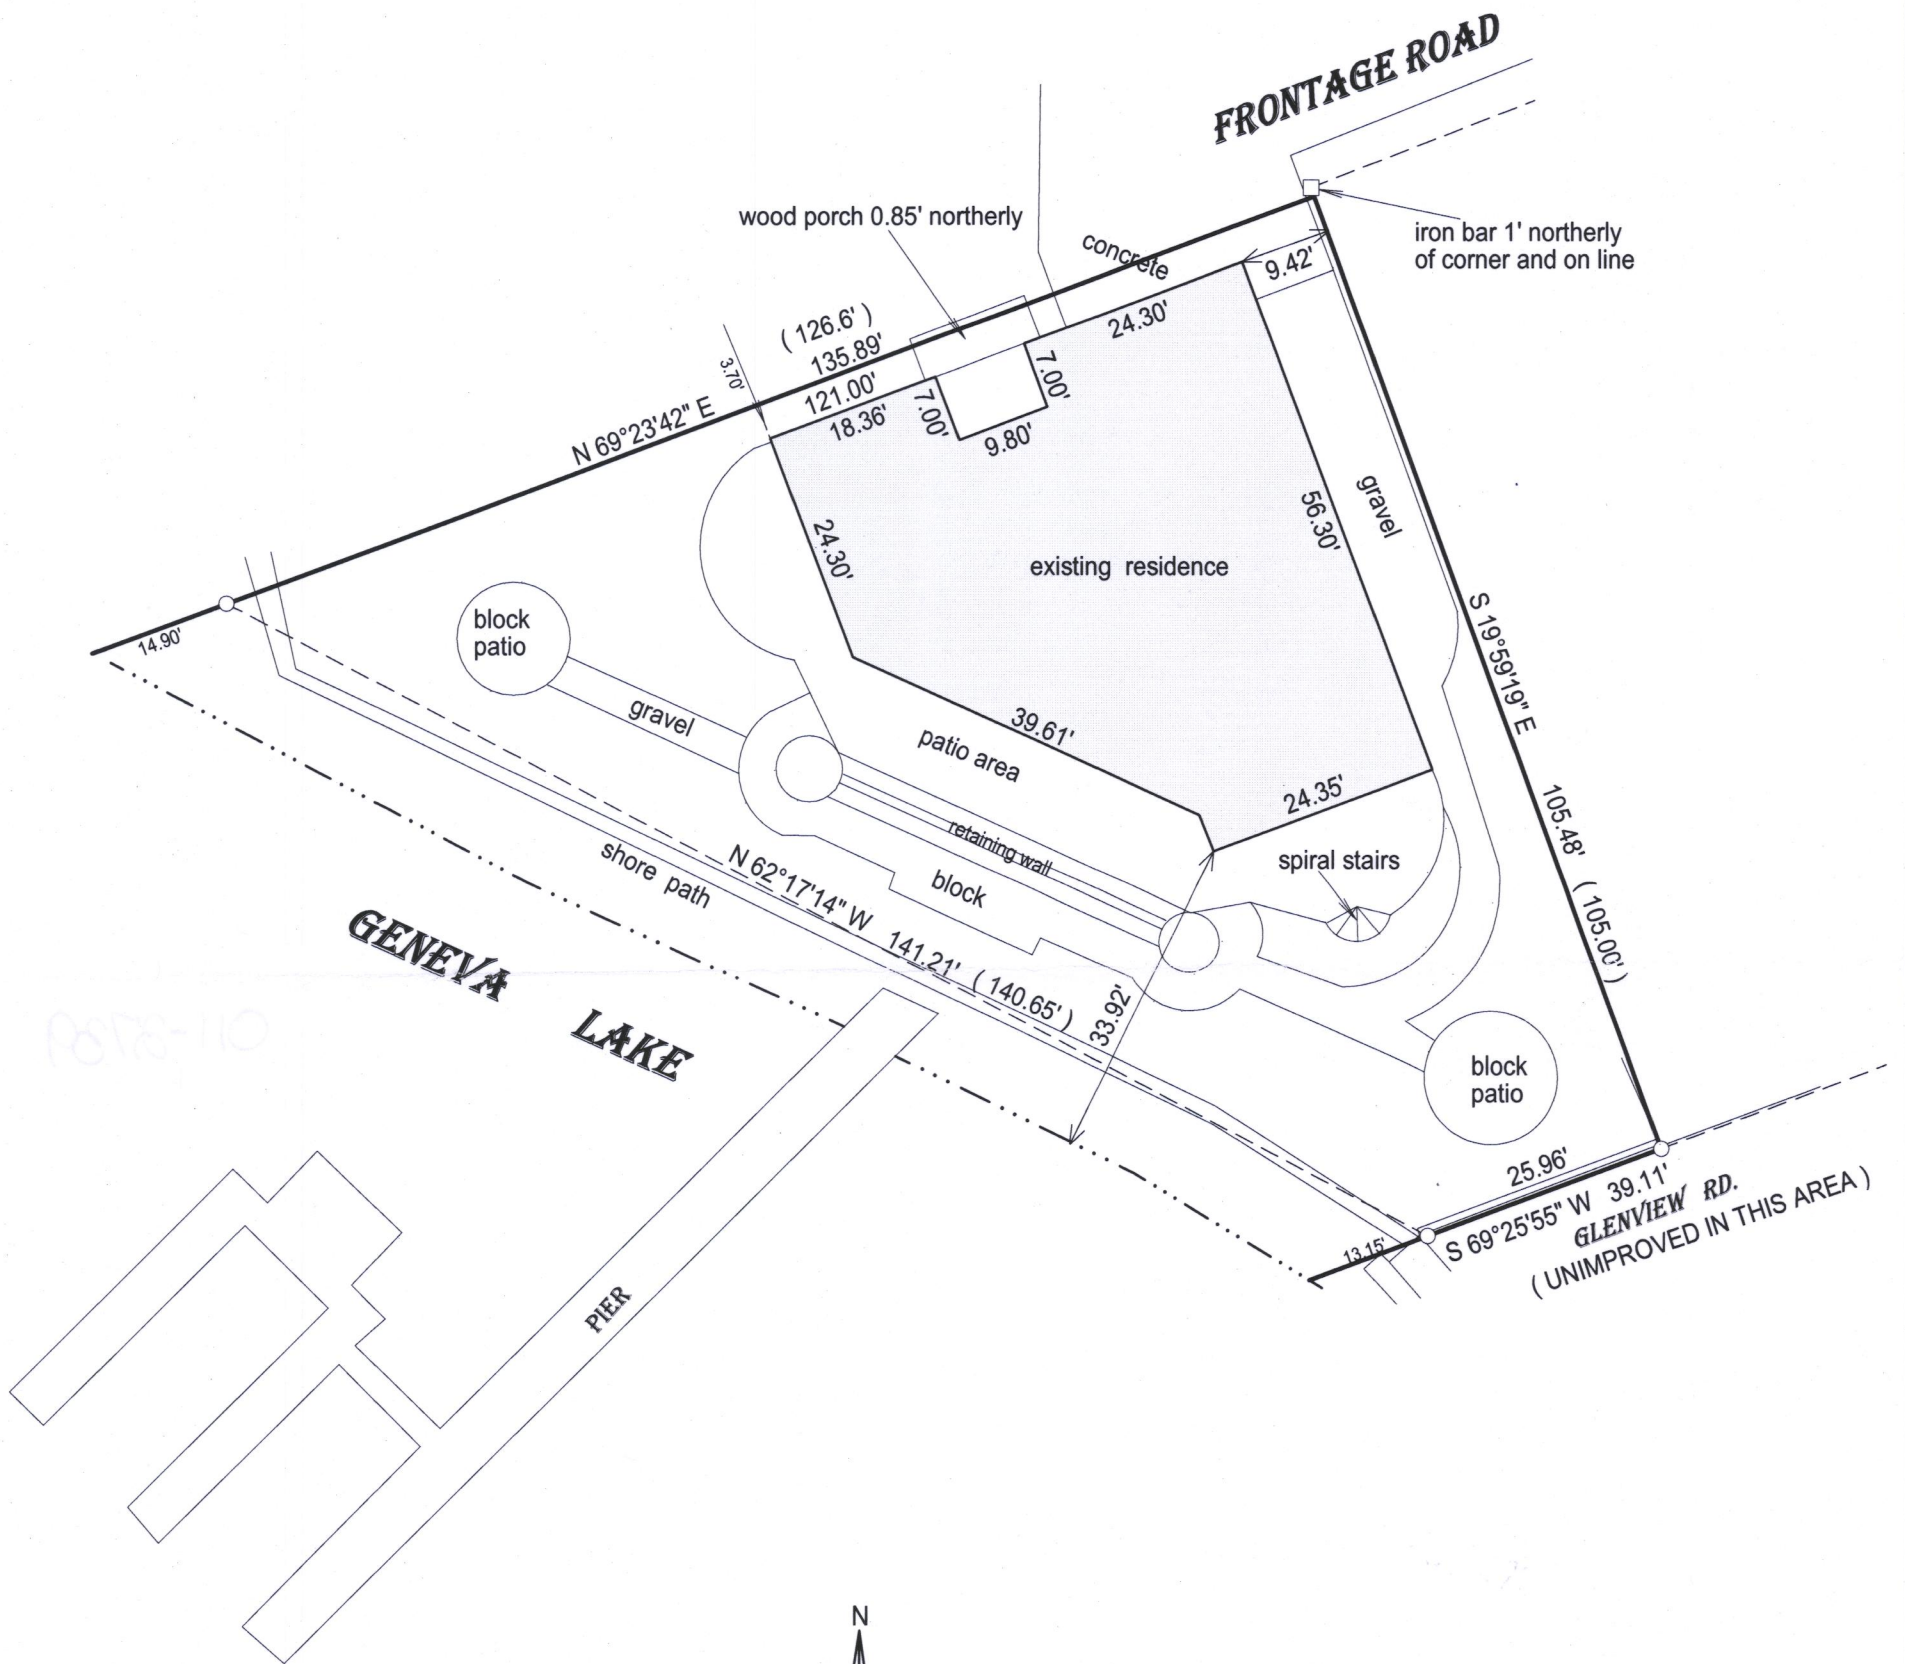 FRONTAGE ROAD
wood porch 0.85' northerly
iron bar 1' northerly
of corner and on line
concrete
9.42'
24.30'
( 126.6' )
135.89'
121.00'
18.36'
3.70'
7.00'
7.00'
9.80'
N 69°23'42" E
24.30'
existing residence
56.30'
gravel
S 19°59'19" E
105.48' ( 105.00' )
14.90'
block
patio
gravel
39.61'
patio area
24.35'
retaining wall
spiral stairs
block
shore path
N 62°17'14" W 141.21' ( 140.65' )
33.92'
GENEVA
LAKE
block
patio
25.96'
S 69°25'55" W 39.11'
GLENVIEW RD.
( UNIMPROVED IN THIS AREA )
13.15'
PIER
N